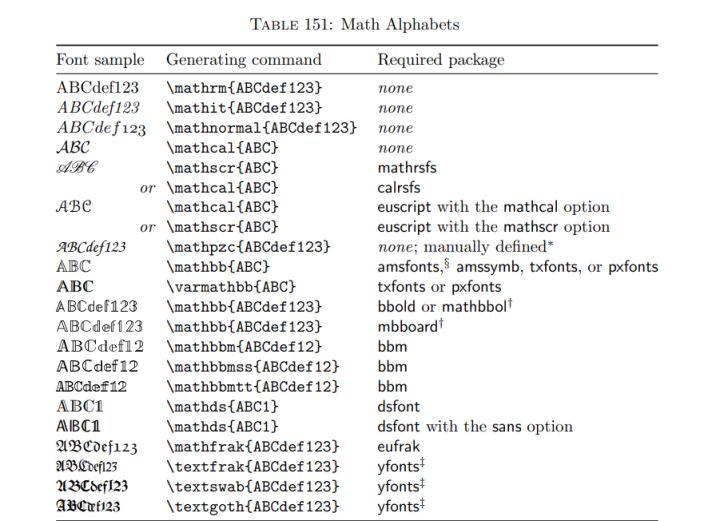 TABLE 151: Math Alphabets
Font sample Generating command Required package
ABCdef123 \mathrm{ABCdef123} none
ABCdef123 \mathit{ABCdef123} none
ABCdef123 \mathnormal{ABCdef123} none
ABC \mathcal{ABC} none
ABC \mathscr{ABC} mathrsfs
or \mathcal{ABC} calrsfs
ABC \mathcal{ABC} euscript with the mathcal option
or \mathscr{ABC} euscript with the mathscr option
ABCdef123 \mathpzc{ABCdef123} none; manually defined*
ABC \mathbb{ABC} amsfonts,§ amssymb, txfonts, or pxfonts
ABC \varmathbb{ABC} txfonts or pxfonts
ABCdef123 \mathbb{ABCdef123} bbold or mathbbol†
ABCdef123 \mathbb{ABCdef123} mbboard†
ABCdef12 \mathbbm{ABCdef12} bbm
ABCdef12 \mathbbmss{ABCdef12} bbm
ABCdef12 \mathbbmtt{ABCdef12} bbm
ABC1 \mathds{ABC1} dsfont
ABC1 \mathds{ABC1} dsfont with the sans option
ABCdef123 \mathfrak{ABCdef123} eufrak
ABCdef123 \textfrak{ABCdef123} yfonts‡
ABCdef123 \textswab{ABCdef123} yfonts‡
ABCdef123 \textgoth{ABCdef123} yfonts‡